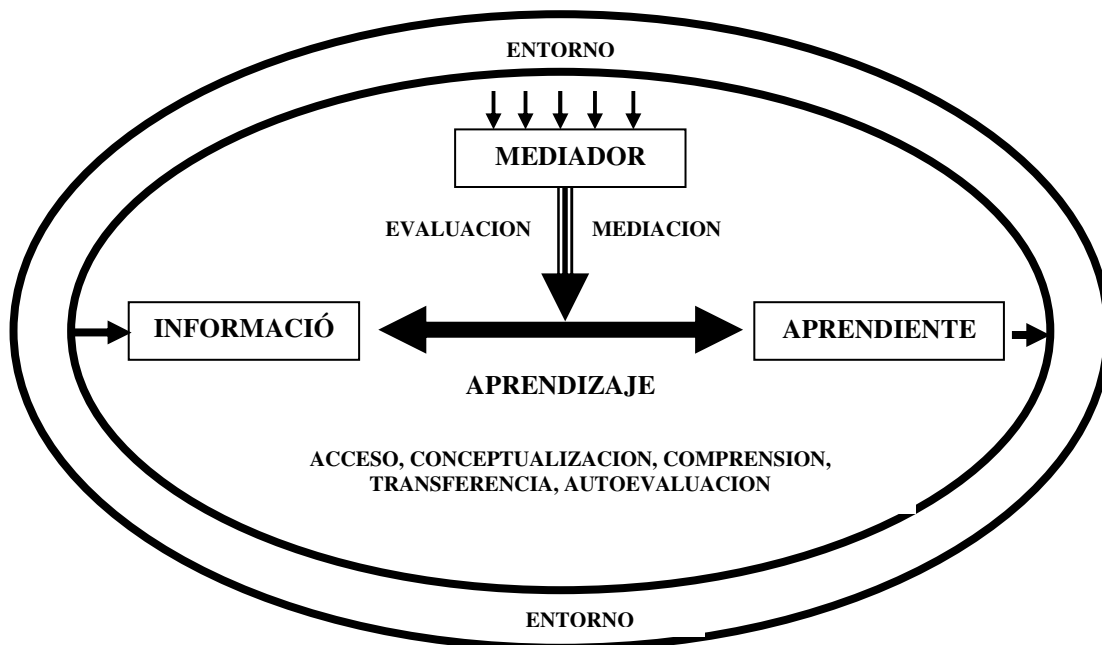 ENTORNO
MEDIADOR
EVALUACION
MEDIACION
INFORMACIÓ
APRENDIENTE
APRENDIZAJE
ACCESO, CONCEPTUALIZACION, COMPRENSION,
TRANSFERENCIA, AUTOEVALUACION
ENTORNO